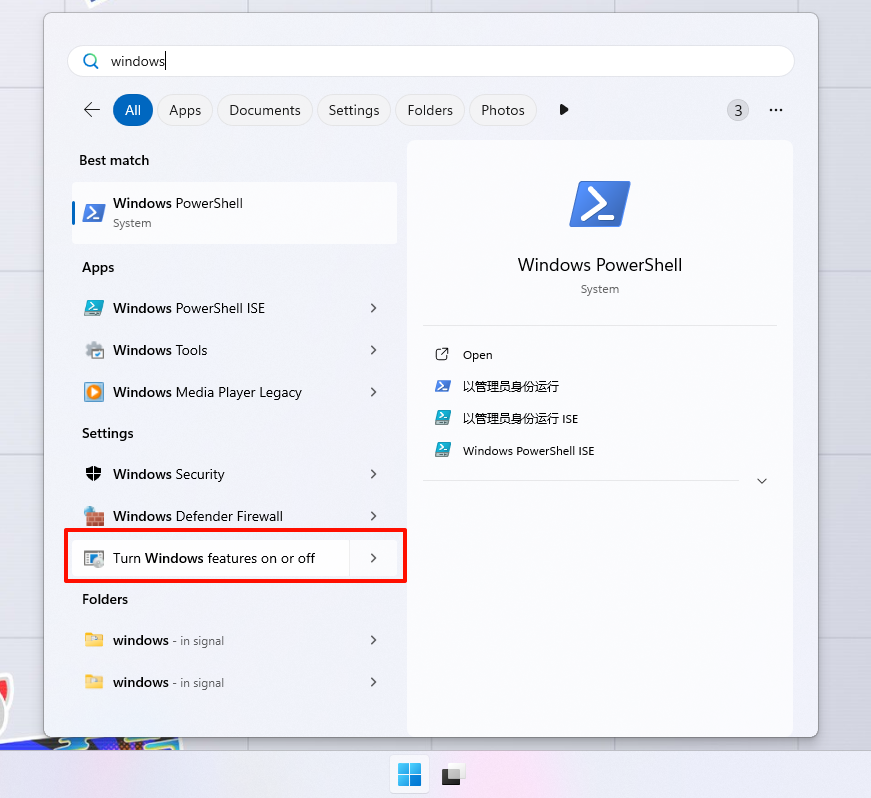 windows
All
Apps
Documents
Settings
Folders
Photos
3
Best match
Windows PowerShell
System
Apps
Windows PowerShell ISE
Windows Tools
Windows Media Player Legacy
Settings
Windows Security
Windows Defender Firewall
Turn Windows features on or off
Folders
windows - in signal
windows - in signal
Windows PowerShell
System
Open
以管理员身份运行
以管理员身份运行 ISE
Windows PowerShell ISE